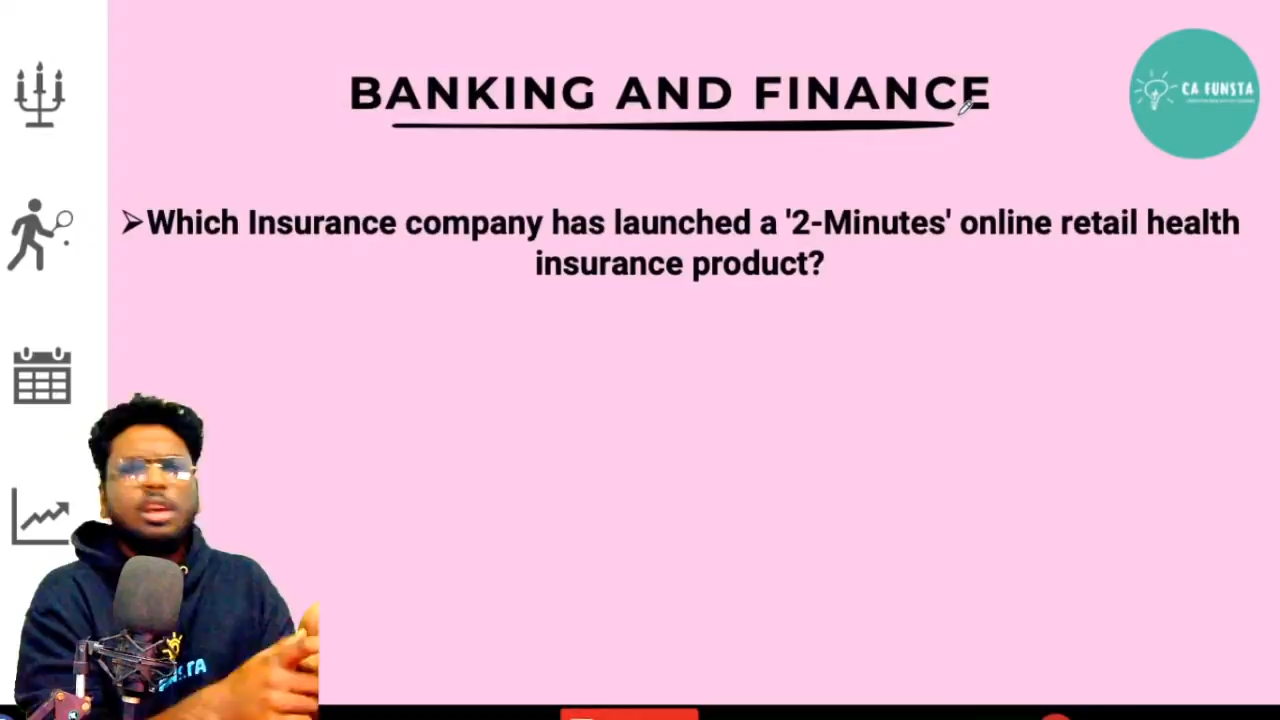 BANKING AND FINANCE
CA FUNSTA
➢Which Insurance company has launched a '2-Minutes' online retail health
insurance product?